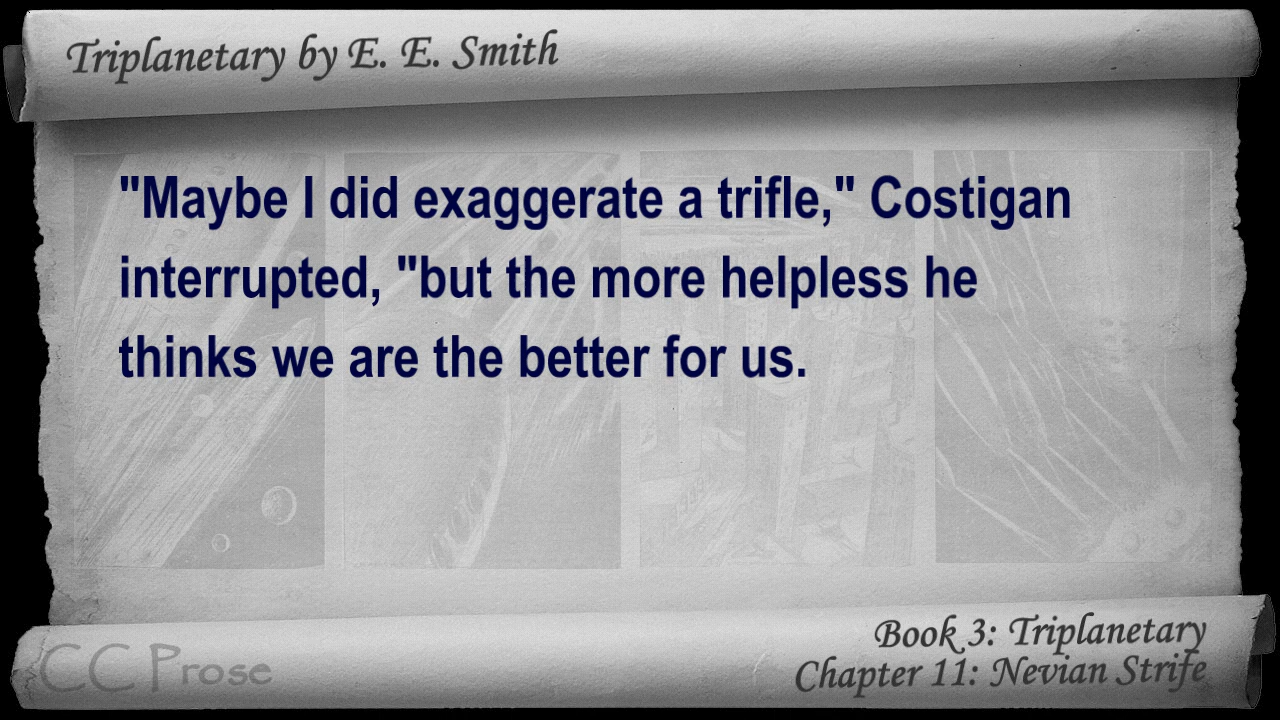 Triplanetary by E. E. Smith
"Maybe I did exaggerate a trifle," Costigan
interrupted, "but the more helpless he
thinks we are the better for us.
Book 3: Triplanetary
Chapter 11: Nevian Strife
CC Prose